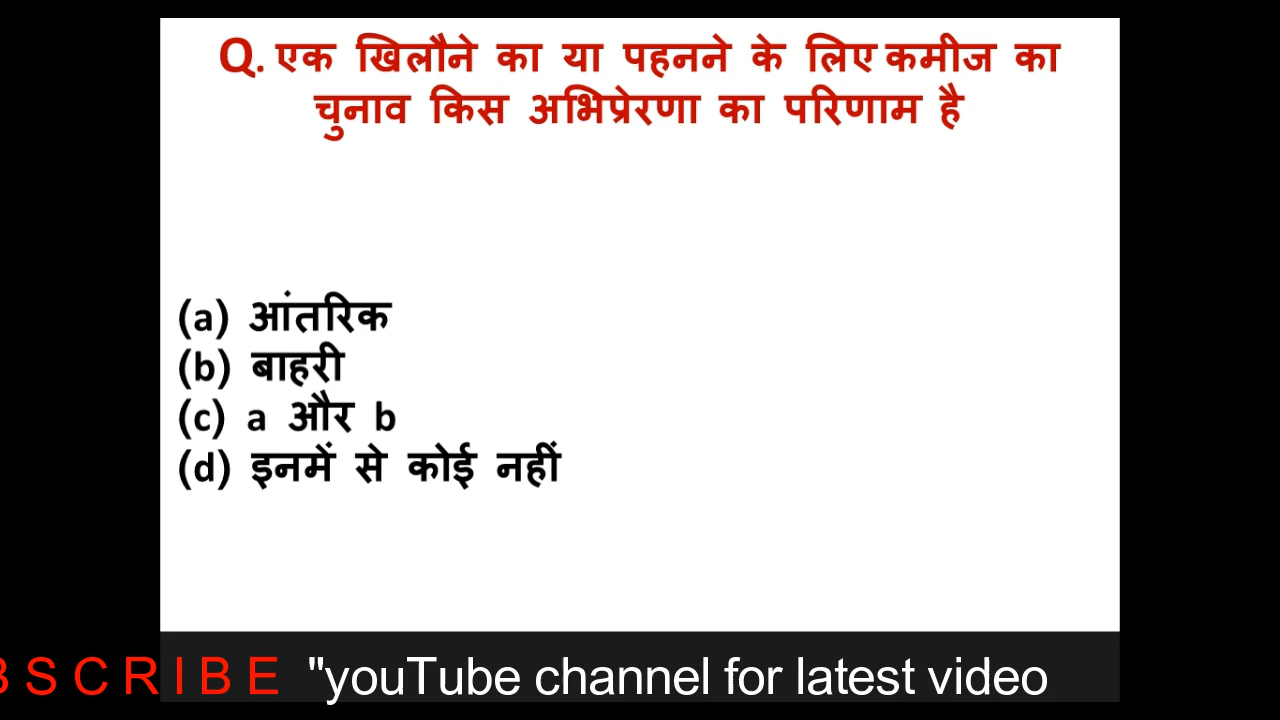 Q. एक खिलौने का या पहनने के लिए कमीज का
चुनाव किस अभिप्रेरणा का परिणाम है
(a) आंतरिक
(b) बाहरी
(c) a और b
(d) इनमें से कोई नहीं
B S C R I B E "youTube channel for latest video